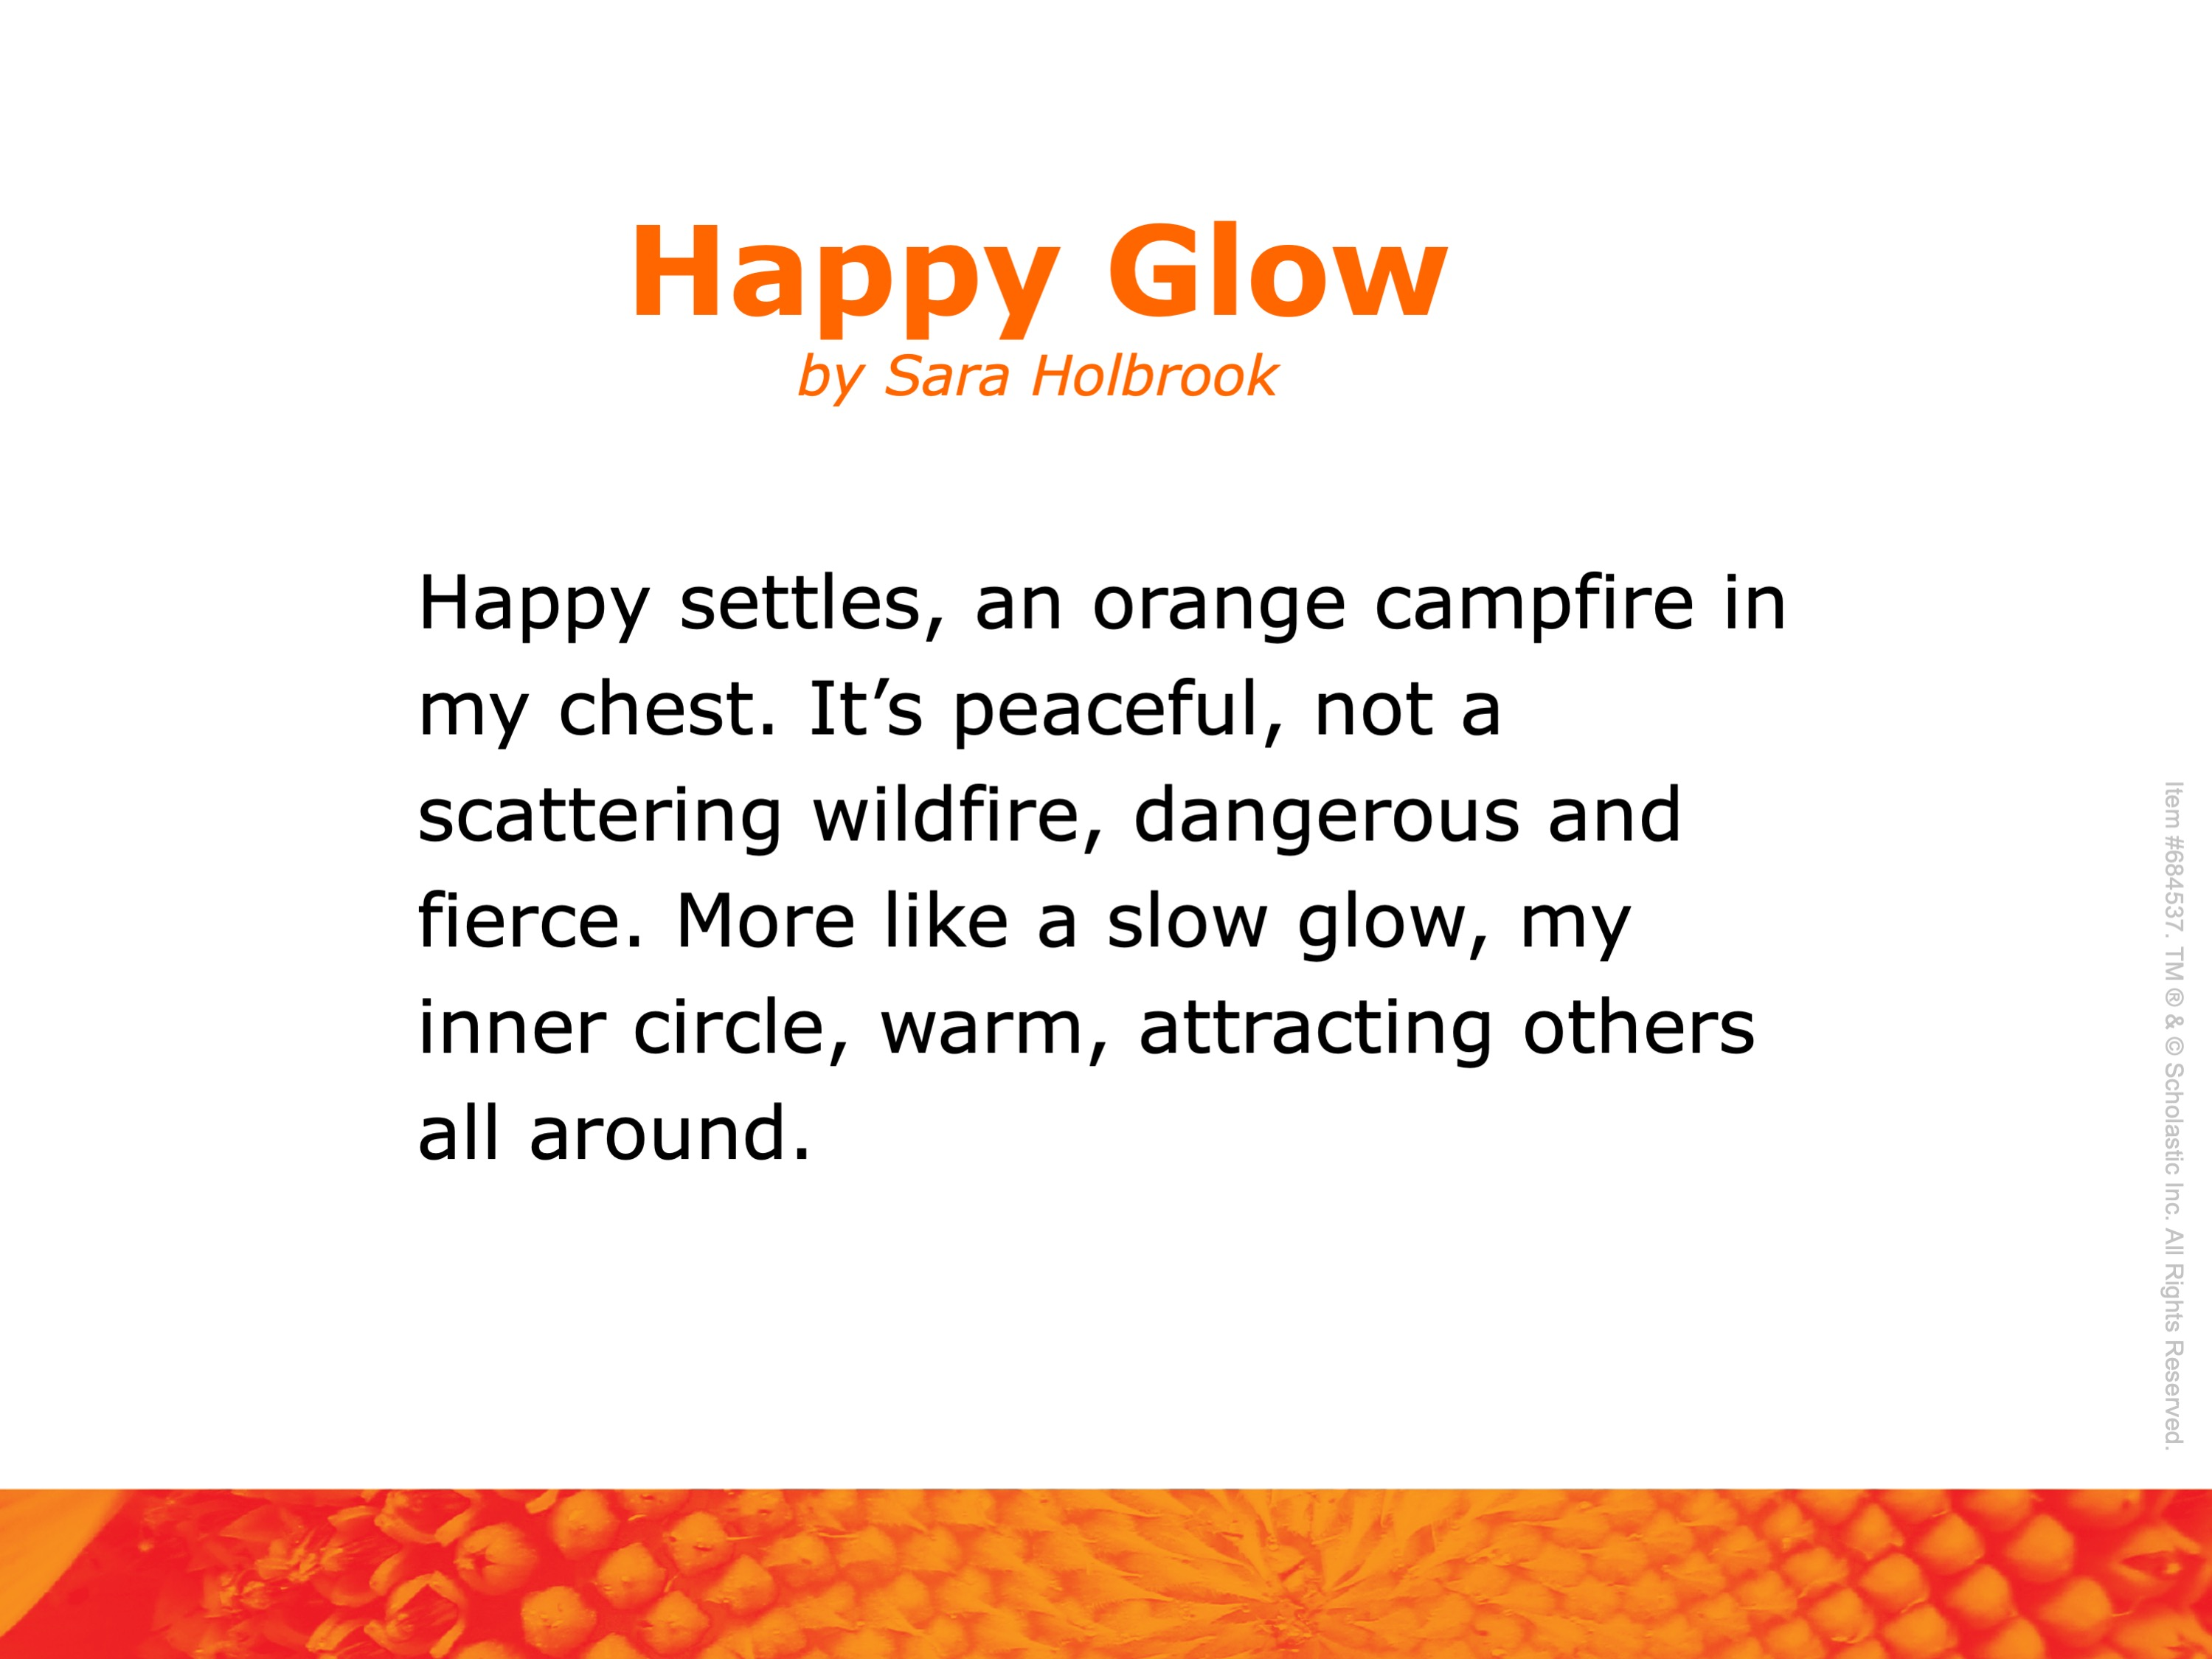 Happy Glow
by Sara Holbrook
Happy settles, an orange campfire in
my chest. It’s peaceful, not a
scattering wildfire, dangerous and
fierce. More like a slow glow, my
inner circle, warm, attracting others
all around.
Item #684537. TM ® & © Scholastic Inc. All Rights Reserved.